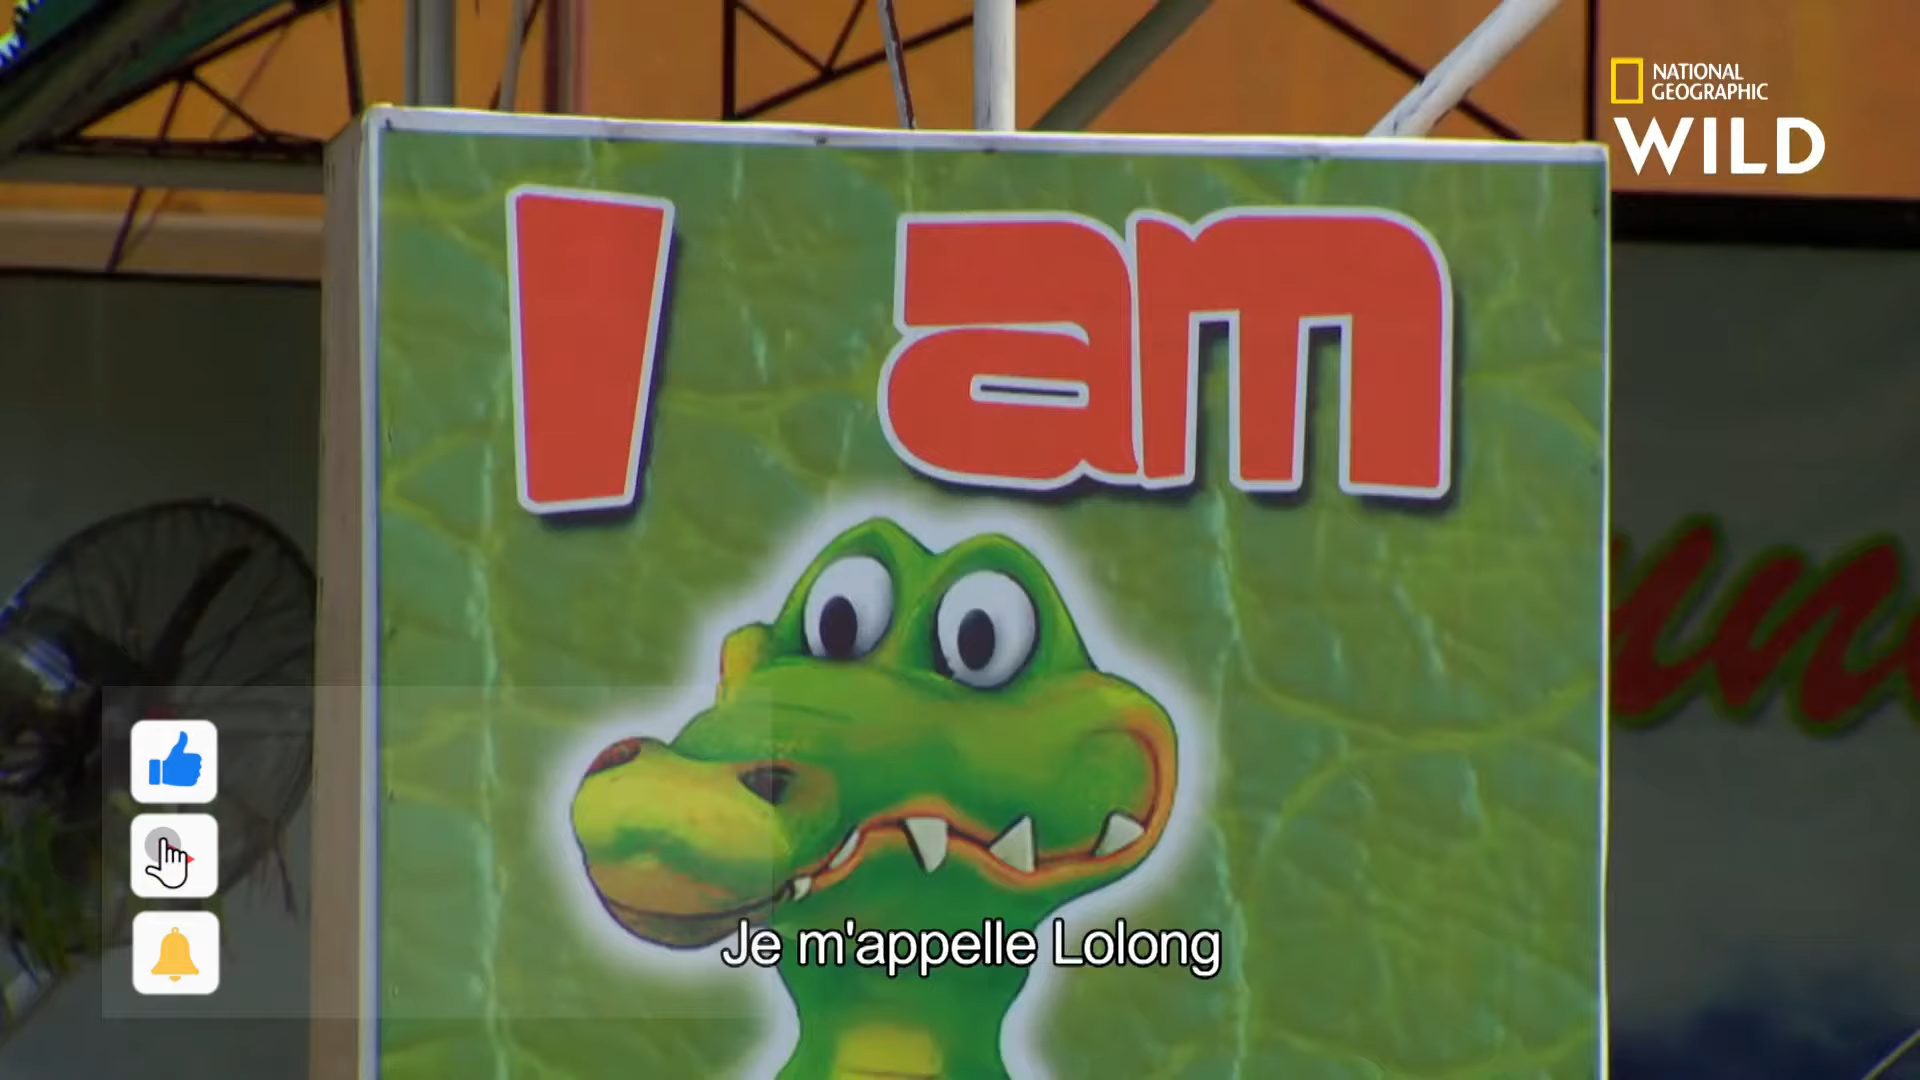 NATIONAL
GEOGRAPHIC
WILD
I am
Je m'appelle Lolong